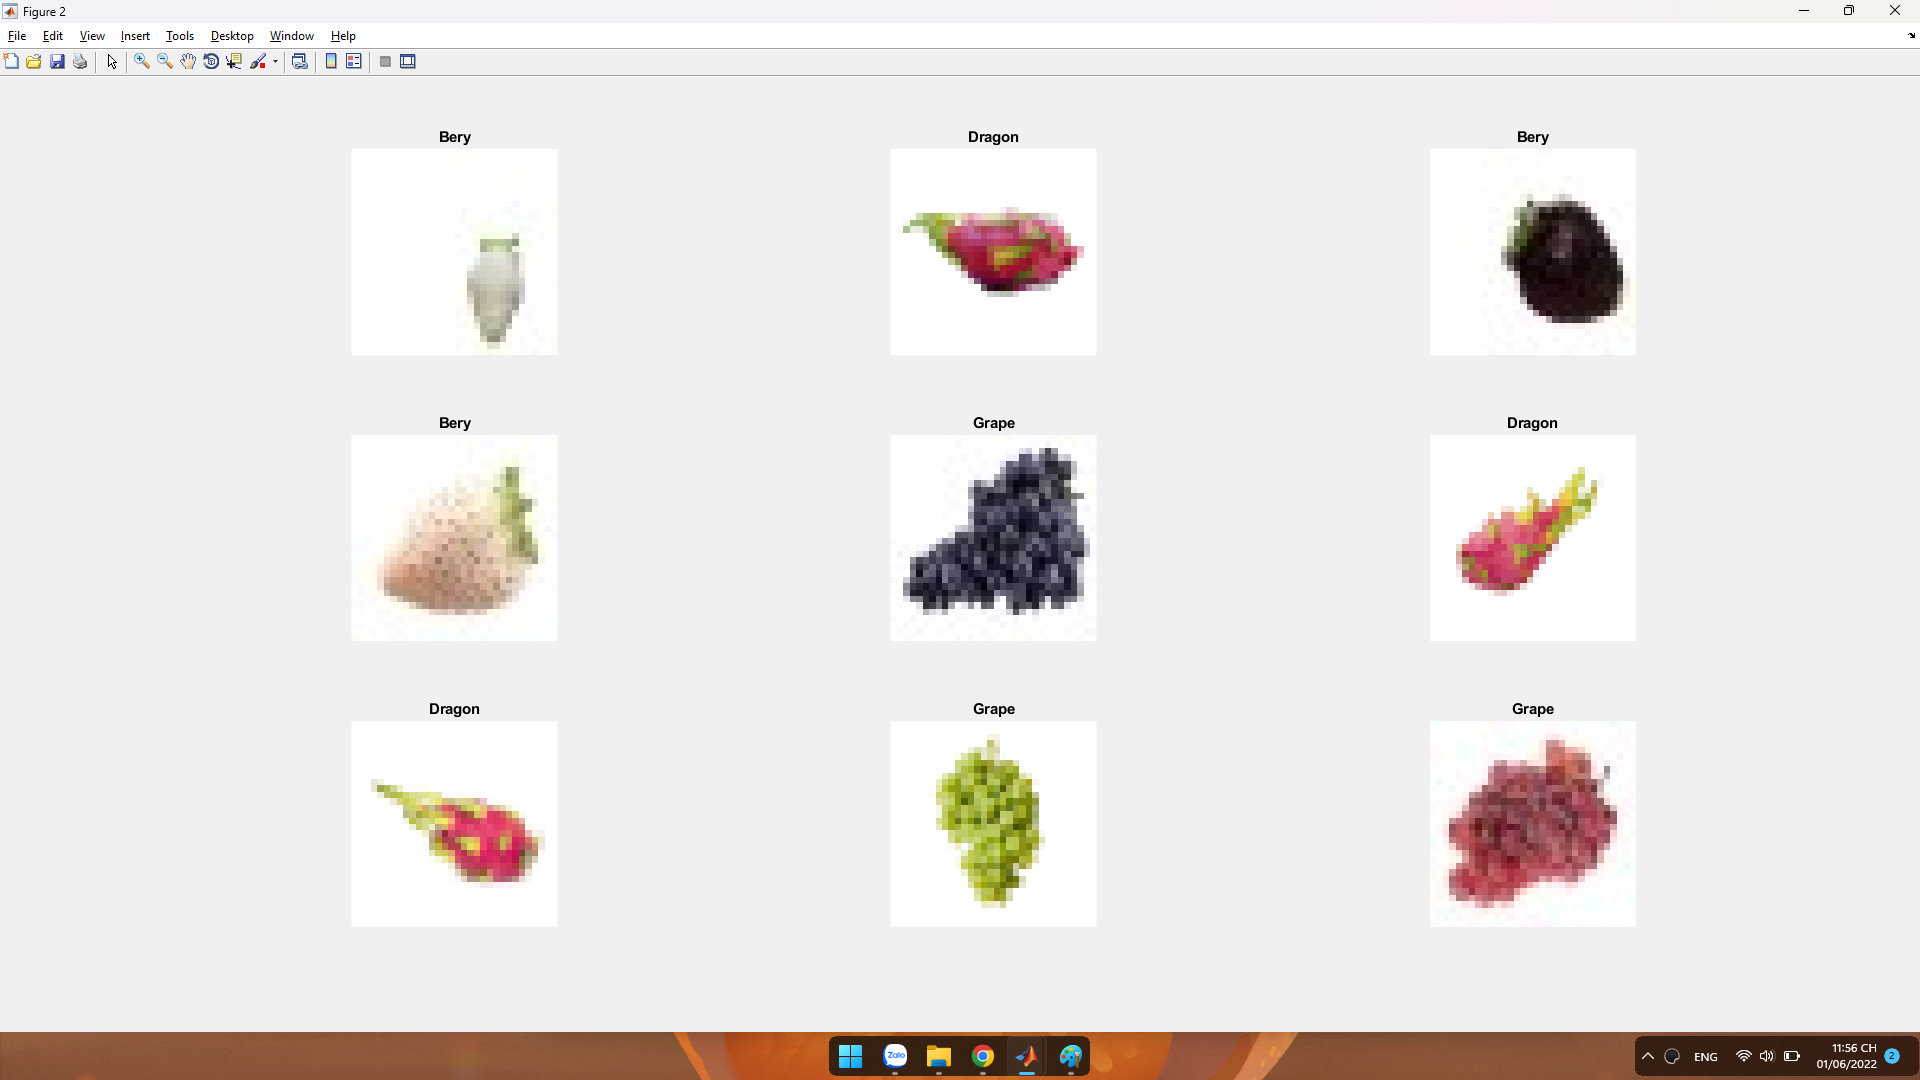 Figure 2
File Edit View Insert Tools Desktop Window Help
Bery Dragon Bery
Bery Grape Dragon
Dragon Grape Grape
Zalo
ENG
11:56 CH
01/06/2022
2